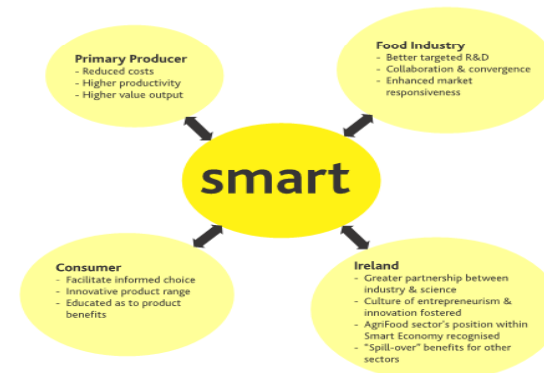 Primary Producer
- Reduced costs
- Higher productivity
- Higher value output
Food Industry
- Better targeted R&D
- Collaboration & convergence
- Enhanced market
responsiveness
smart
Consumer
- Facilitate informed choice
- Innovative product range
- Educated as to product
benefits
Ireland
- Greater partnership between
industry & science
- Culture of entrepreneurism &
innovation fostered
- AgriFood sector's position within
Smart Economy recognised
- "Spill-over" benefits for other
sectors